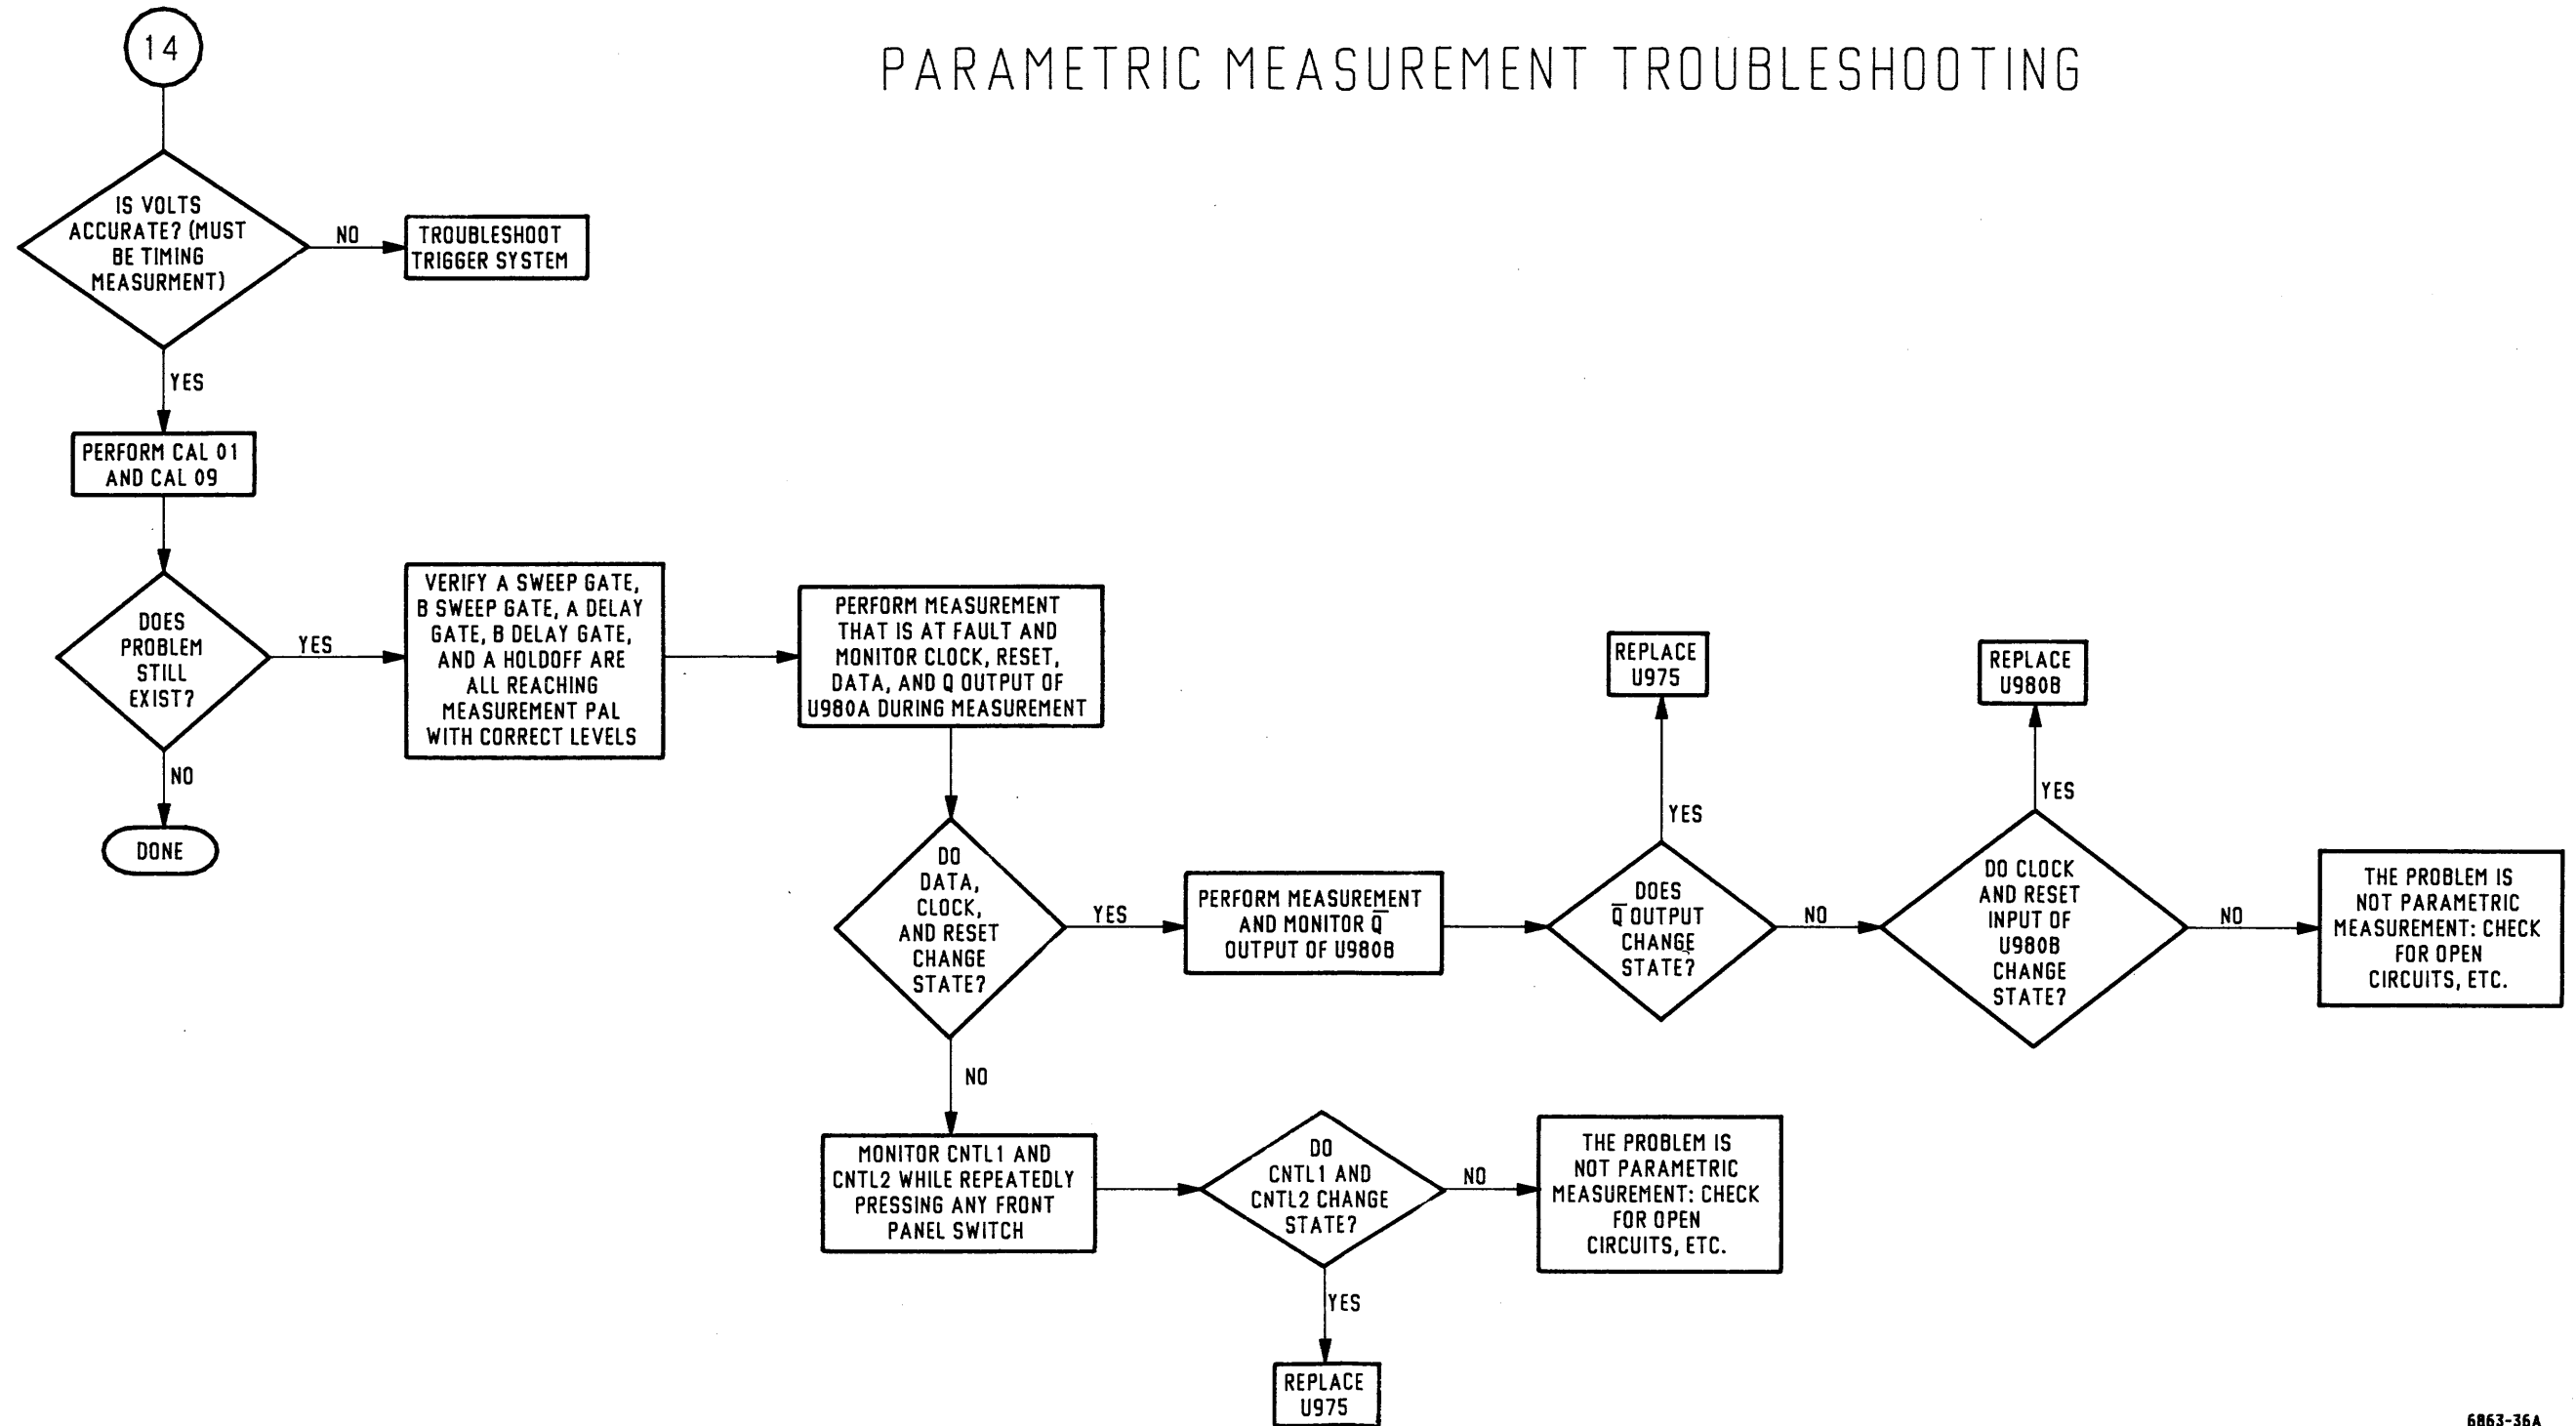 14
PARAMETRIC MEASUREMENT TROUBLESHOOTING
IS VOLTS
ACCURATE? (MUST
BE TIMING
MEASURMENT)
NO
TROUBLESHOOT
TRIGGER SYSTEM
YES
PERFORM CAL 01
AND CAL 09
DOES
PROBLEM
STILL
EXIST?
YES
NO
DONE
VERIFY A SWEEP GATE,
B SWEEP GATE, A DELAY
GATE, B DELAY GATE,
AND A HOLDOFF ARE
ALL REACHING
MEASUREMENT PAL
WITH CORRECT LEVELS
PERFORM MEASUREMENT
THAT IS AT FAULT AND
MONITOR CLOCK, RESET,
DATA, AND Q OUTPUT OF
U980A DURING MEASUREMENT
DO
DATA,
CLOCK,
AND RESET
CHANGE
STATE?
YES
PERFORM MEASUREMENT
AND MONITOR Q̅
OUTPUT OF U980B
DOES
Q̅ OUTPUT
CHANGE
STATE?
YES
REPLACE
U975
NO
DO CLOCK
AND RESET
INPUT OF
U980B
CHANGE
STATE?
YES
REPLACE
U980B
NO
THE PROBLEM IS
NOT PARAMETRIC
MEASUREMENT: CHECK
FOR OPEN
CIRCUITS, ETC.
NO
MONITOR CNTL1 AND
CNTL2 WHILE REPEATEDLY
PRESSING ANY FRONT
PANEL SWITCH
DO
CNTL1 AND
CNTL2 CHANGE
STATE?
NO
THE PROBLEM IS
NOT PARAMETRIC
MEASUREMENT: CHECK
FOR OPEN
CIRCUITS, ETC.
YES
REPLACE
U975
6863-36A